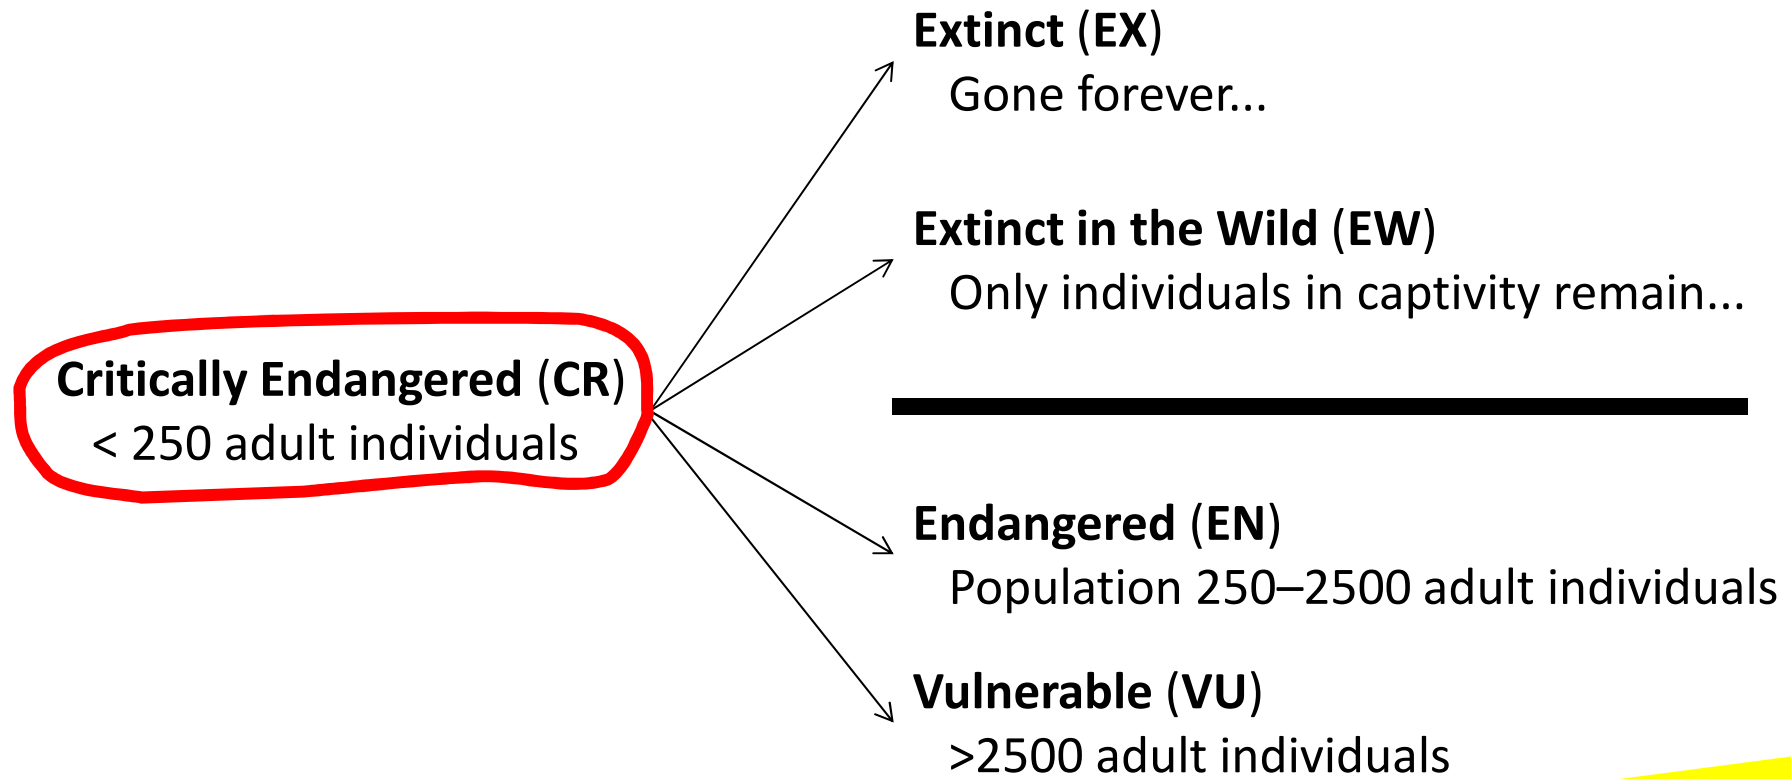 Extinct (EX)
Gone forever...
Extinct in the Wild (EW)
Only individuals in captivity remain...
Critically Endangered (CR)
< 250 adult individuals
Endangered (EN)
Population 250–2500 adult individuals
Vulnerable (VU)
>2500 adult individuals